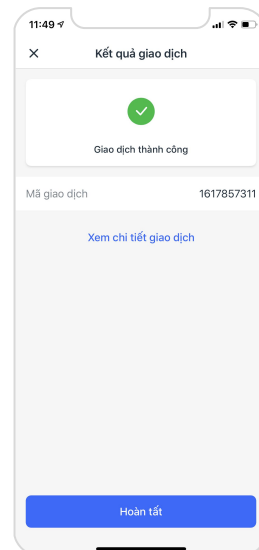 11:49
Kết quả giao dịch
Giao dịch thành công
Mã giao dịch 1617857311
Xem chi tiết giao dịch
Hoàn tất